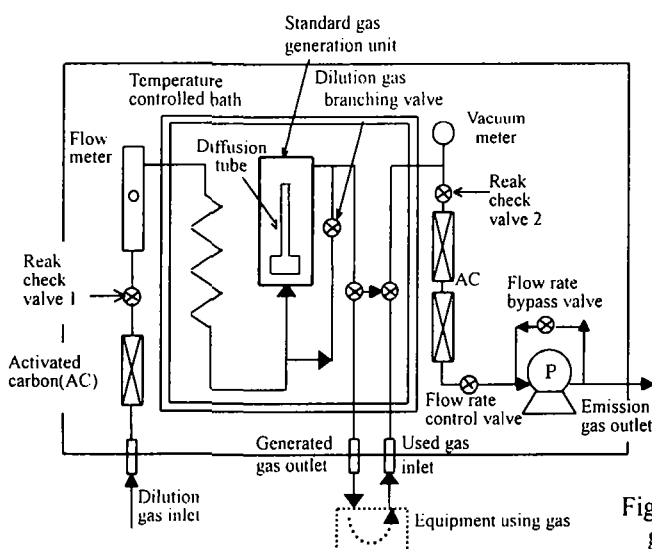 Standard gas
generation unit
Temperature
controlled bath
Dilution gas
branching valve
Flow
meter
Diffusion
tube
Vacuum
meter
Reak
check
valve 2
Reak
check
valve 1
AC
Flow rate
bypass valve
Activated
carbon(AC)
P
Flow rate
control valve
Emission
gas outlet
Generated
gas outlet
Used gas
inlet
Dilution
gas inlet
Equipment using gas
Fig
g